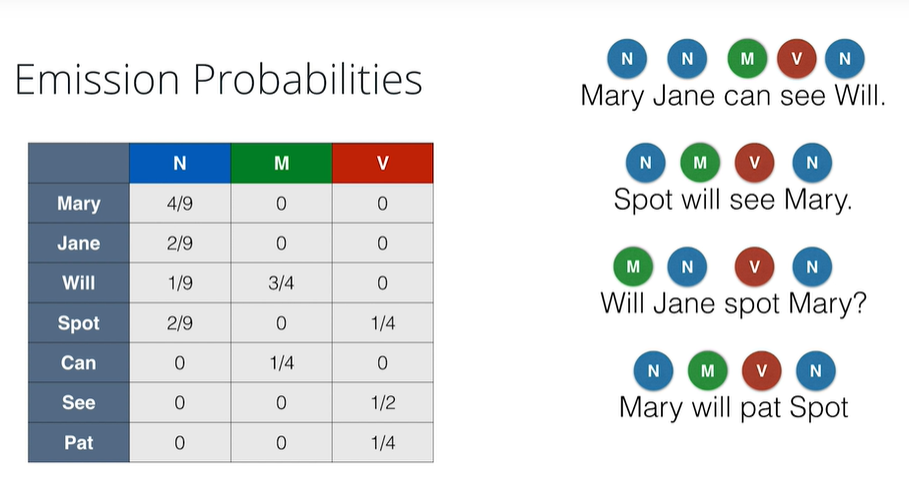 Emission Probabilities
N M V
Mary 4/9 0 0
Jane 2/9 0 0
Will 1/9 3/4 0
Spot 2/9 0 1/4
Can 0 1/4 0
See 0 0 1/2
Pat 0 0 1/4
N N M V N
Mary Jane can see Will.
N M V N
Spot will see Mary.
M N V N
Will Jane spot Mary?
N M V N
Mary will pat Spot